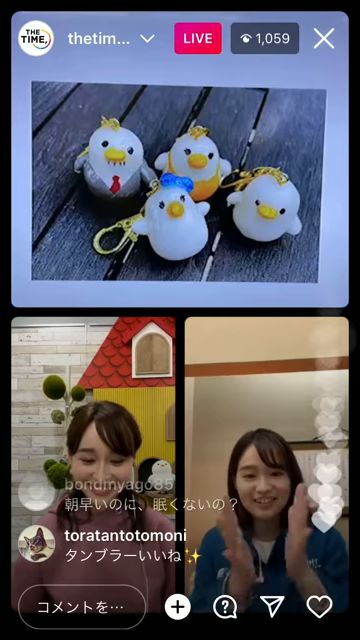 THE
TIME,
thetim...
LIVE
1,059
bondmyago85
朝早いのに、眠くないの？
toratantotomoni
タンブラーいいね✨
コメントを…